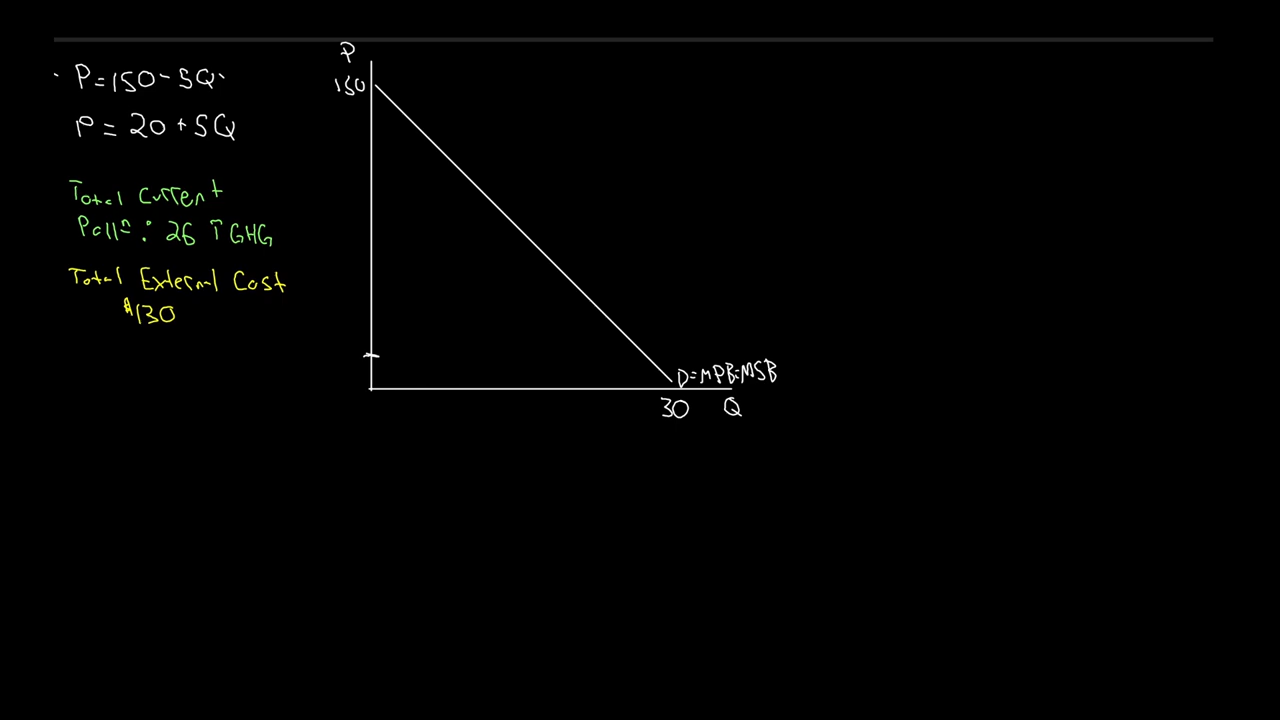 P=150-5Q
P = 20 + 5Q
Total Current
Poll^n : 26 T GHG
Total External Cost
$130
P
150
D=MPB=MSB
30 Q